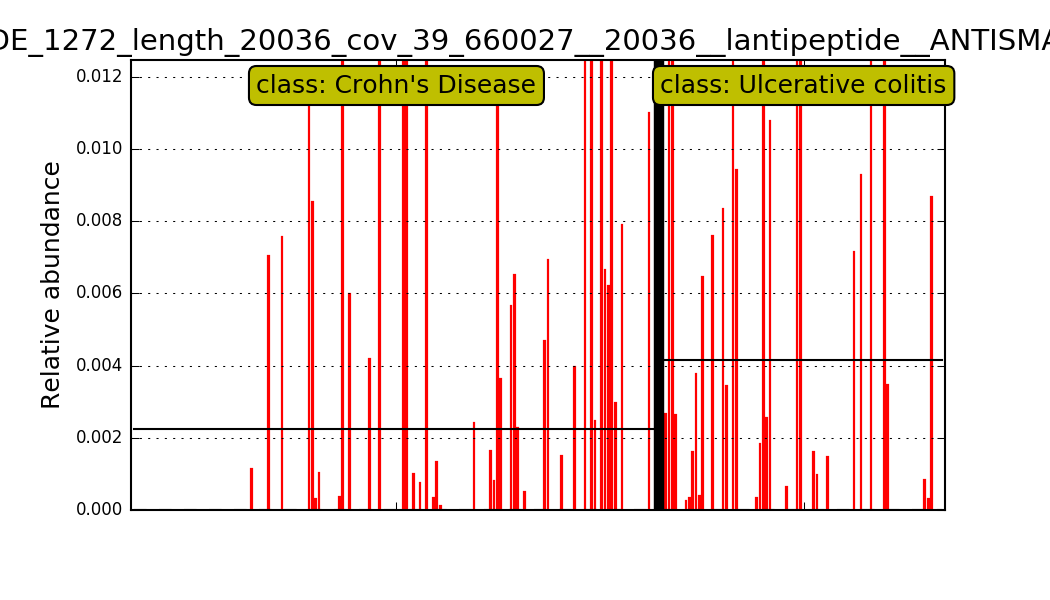 DE_1272_length_20036_cov_39_660027__20036__lantipeptide__ANTISMA
class: Crohn's Disease
class: Ulcerative colitis
Relative abundance
0.012
0.010
0.008
0.006
0.004
0.002
0.000